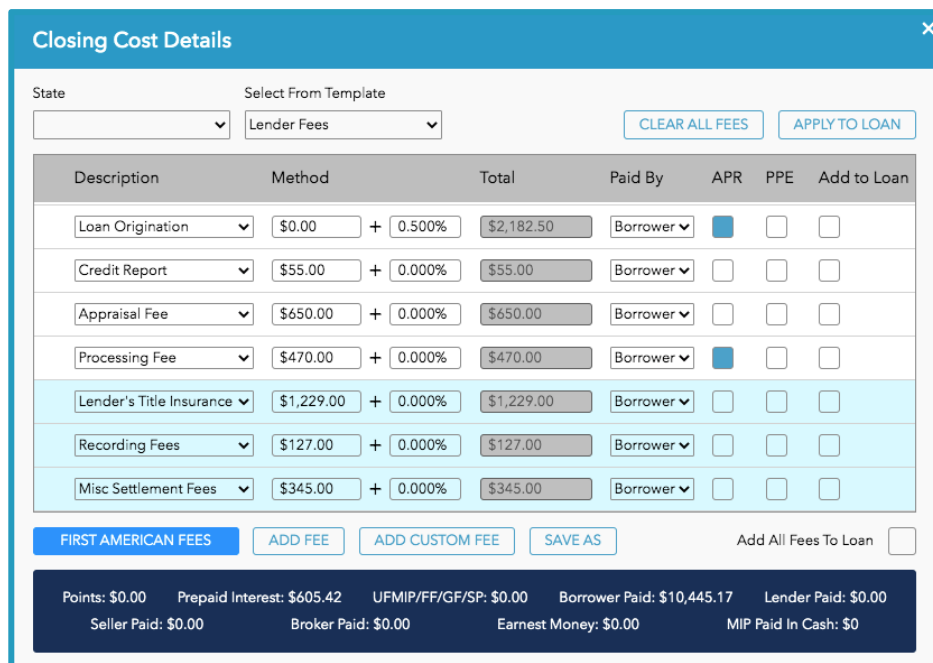 Closing Cost Details
State Select From Template
Lender Fees CLEAR ALL FEES APPLY TO LOAN
Description Method Total Paid By APR PPE Add to Loan
Loan Origination $0.00 + 0.500% $2,182.50 Borrower
Credit Report $55.00 + 0.000% $55.00 Borrower
Appraisal Fee $650.00 + 0.000% $650.00 Borrower
Processing Fee $470.00 + 0.000% $470.00 Borrower
Lender's Title Insurance $1,229.00 + 0.000% $1,229.00 Borrower
Recording Fees $127.00 + 0.000% $127.00 Borrower
Misc Settlement Fees $345.00 + 0.000% $345.00 Borrower
FIRST AMERICAN FEES ADD FEE ADD CUSTOM FEE SAVE AS Add All Fees To Loan
Points: $0.00 Prepaid Interest: $605.42 UFMIP/FF/GF/SP: $0.00 Borrower Paid: $10,445.17 Lender Paid: $0.00
Seller Paid: $0.00 Broker Paid: $0.00 Earnest Money: $0.00 MIP Paid In Cash: $0